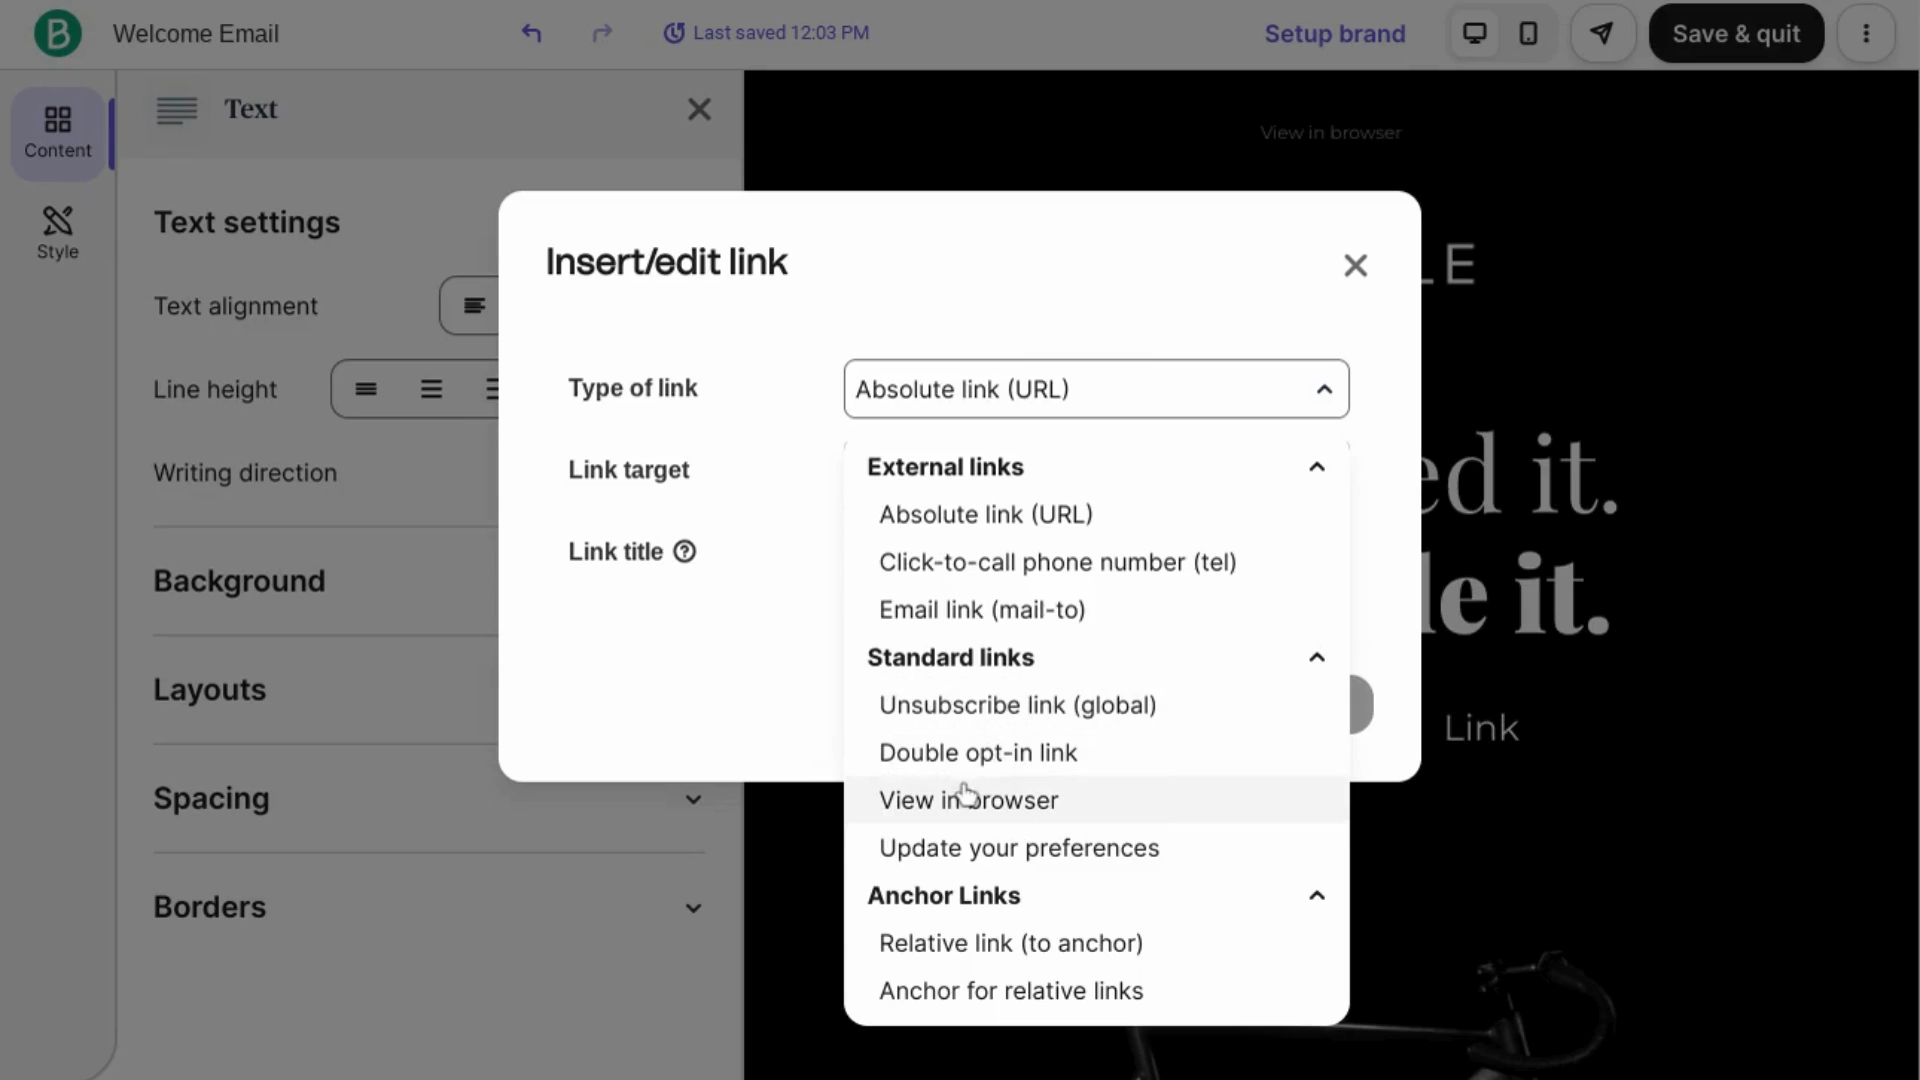 B
Welcome Email
Last saved 12:03 PM
Setup brand
Save & quit
Content
Style
Text
Text settings
Text alignment
Line height
Writing direction
Background
Layouts
Spacing
Borders
Insert/edit link
Type of link
Absolute link (URL)
Link target
Link title
External links
Absolute link (URL)
Click-to-call phone number (tel)
Email link (mail-to)
Standard links
Unsubscribe link (global)
Double opt-in link
View in browser
Update your preferences
Anchor Links
Relative link (to anchor)
Anchor for relative links
View in browser
LE
ed it.
le it.
Link